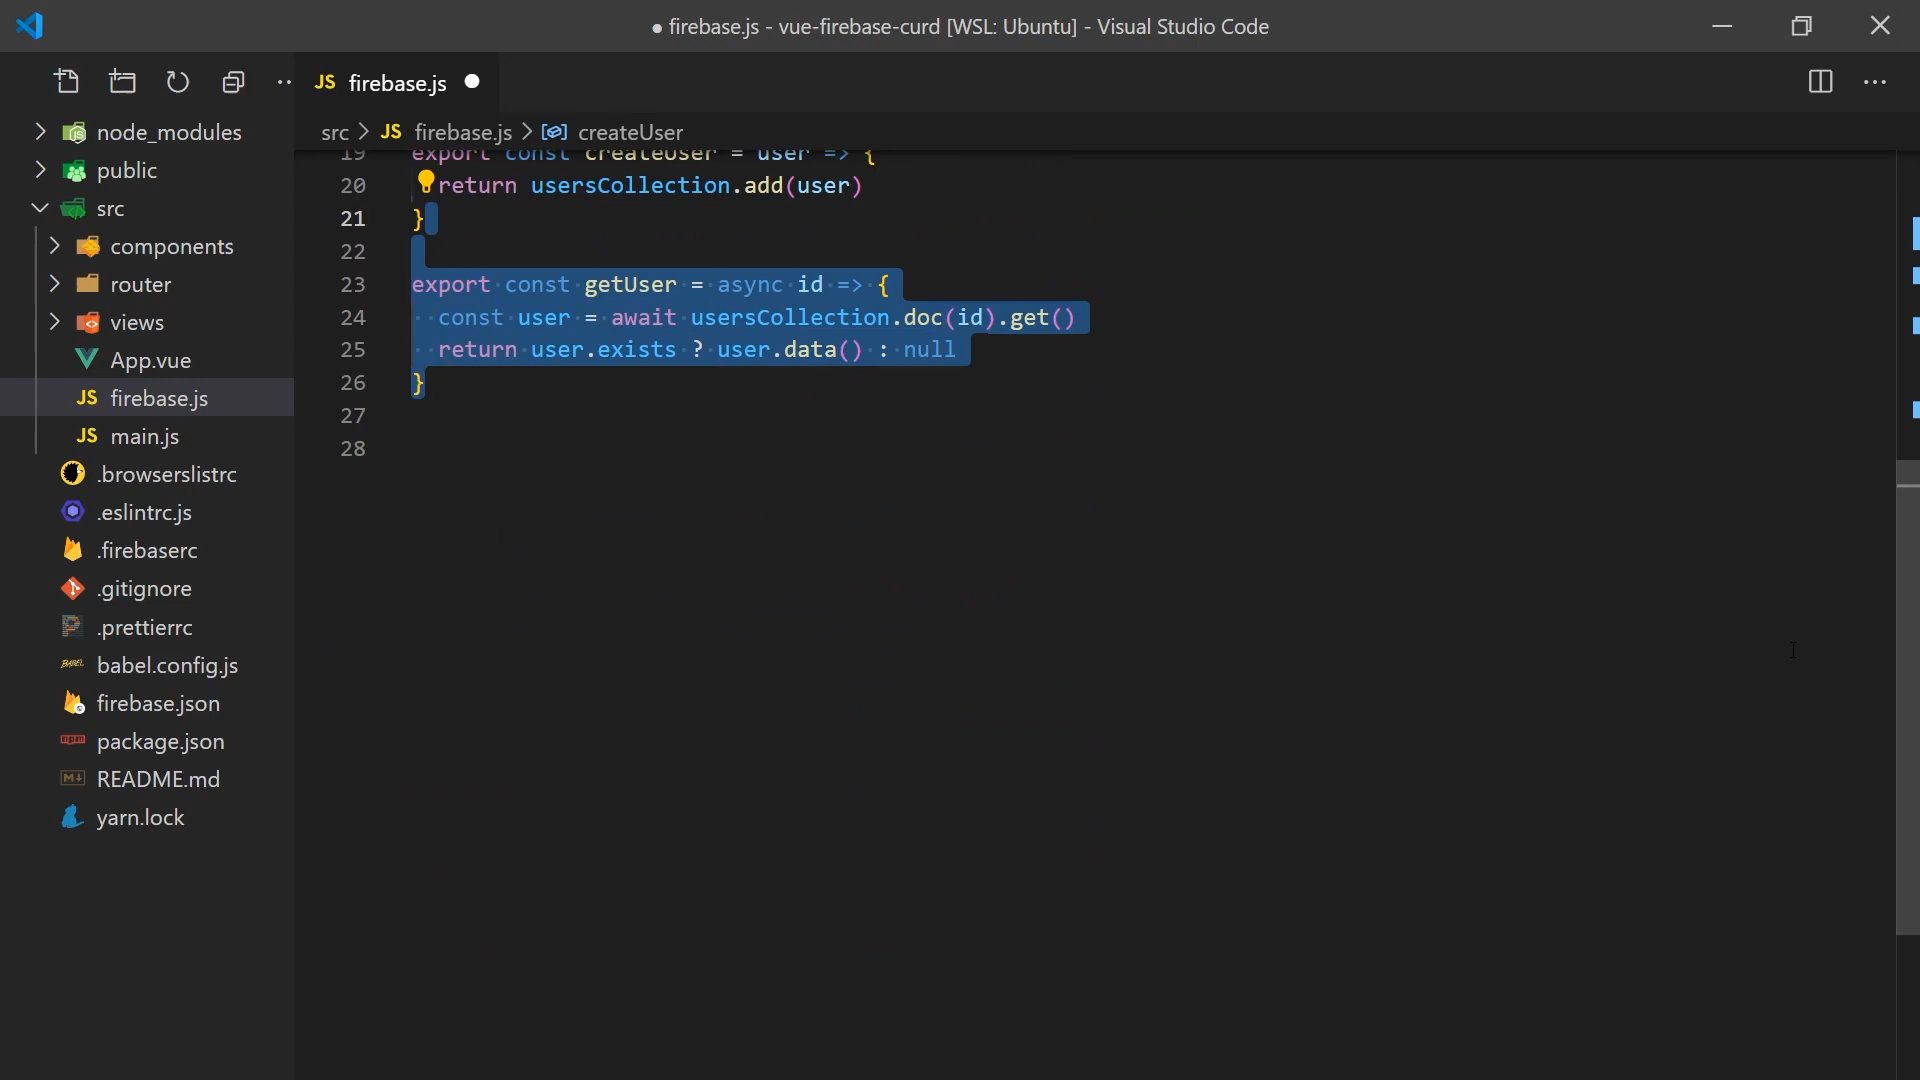 ● firebase.js - vue-firebase-curd [WSL: Ubuntu] - Visual Studio Code
JS firebase.js ●
src > JS firebase.js > createUser
node_modules
public
src
components
router
views
App.vue
JS firebase.js
JS main.js
.browserslistrc
.eslintrc.js
.firebaserc
.gitignore
.prettierrc
BABEL babel.config.js
firebase.json
npm package.json
M↓ README.md
yarn.lock
19 export const createUser = user => {
20 return usersCollection.add(user)
21 }
22
23 export const getUser = async id => {
24 const user = await usersCollection.doc(id).get()
25 return user.exists ? user.data() : null
26 }
27
28